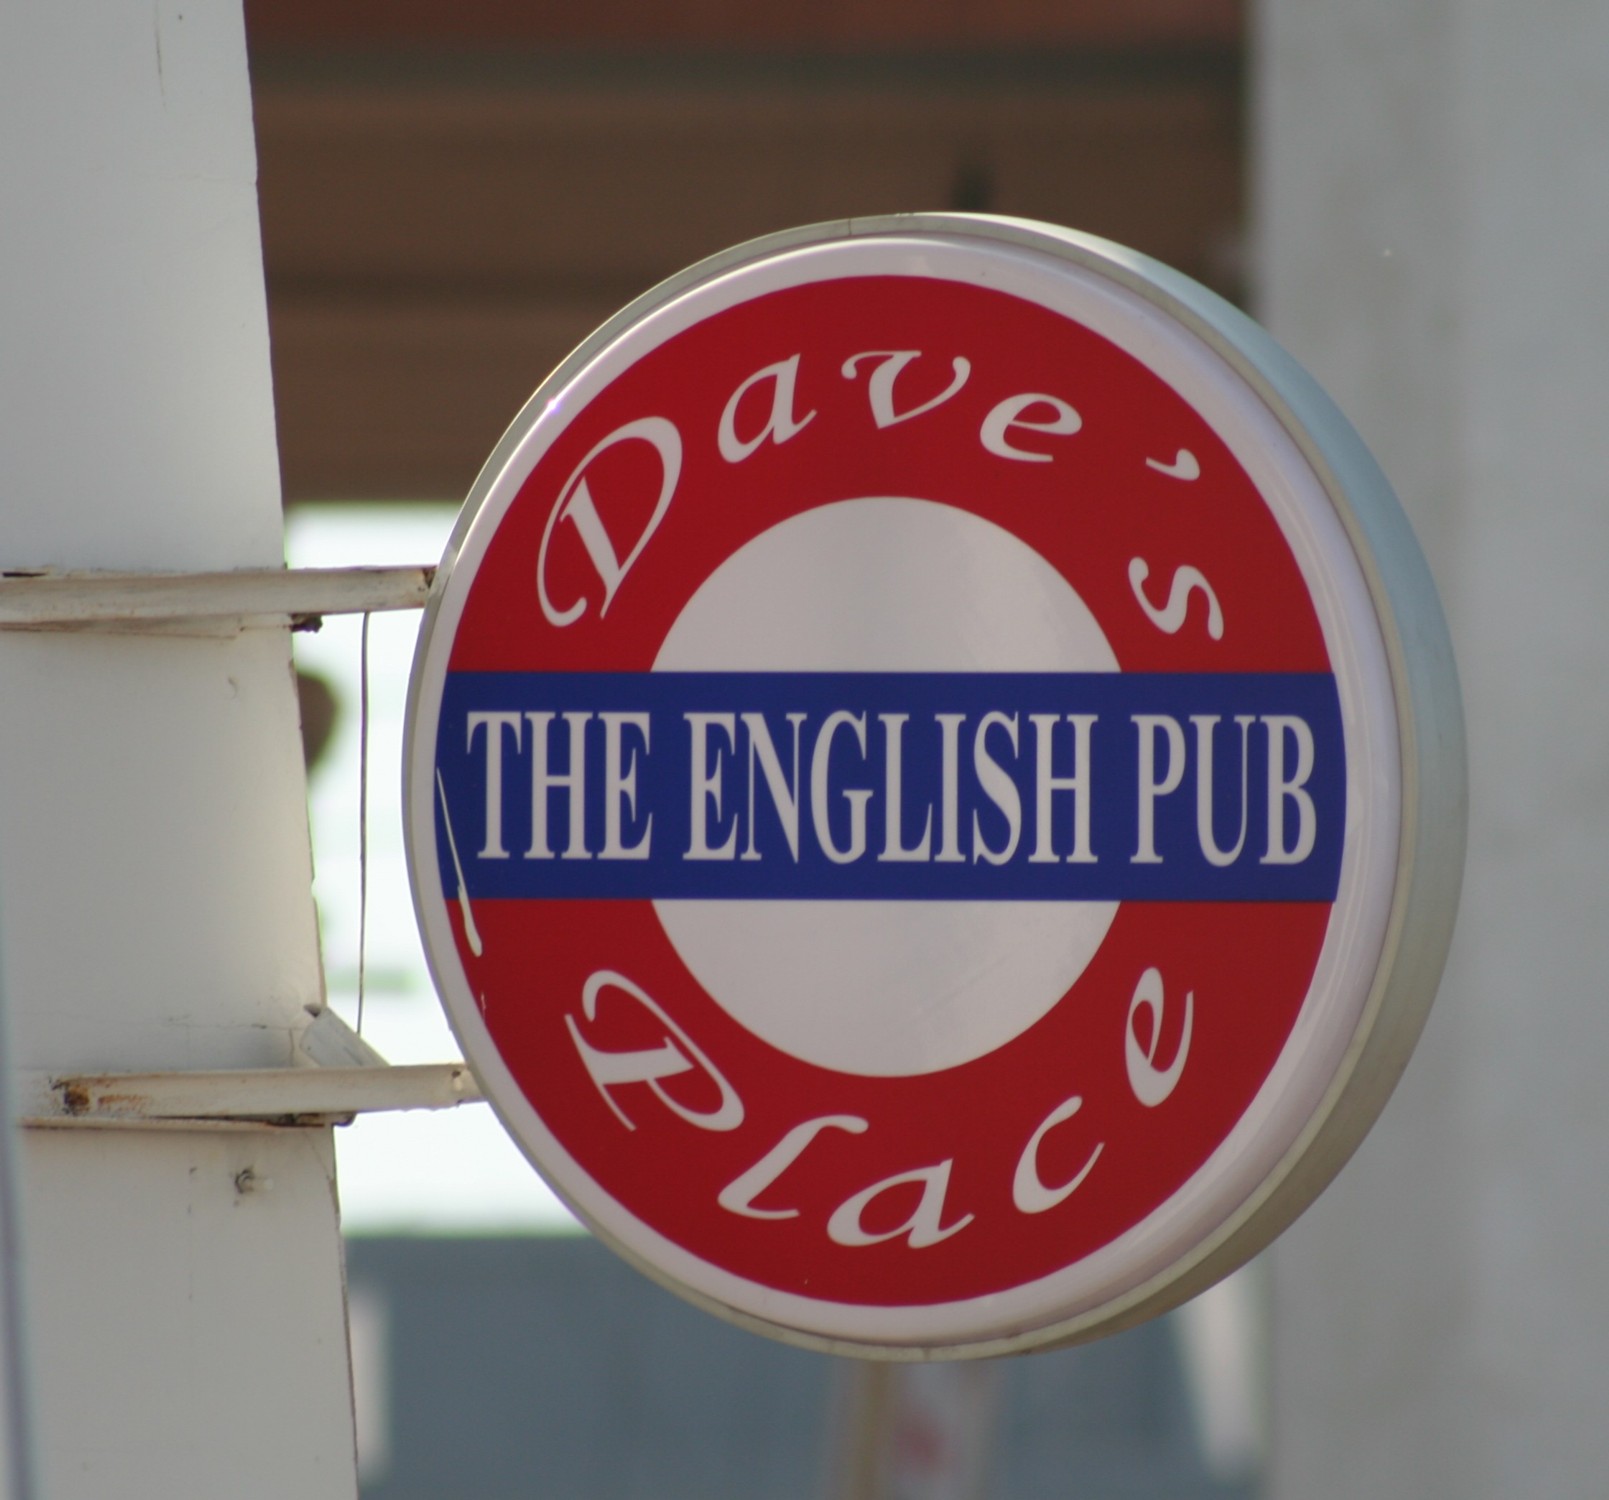 Dave's
THE ENGLISH PUB
Place